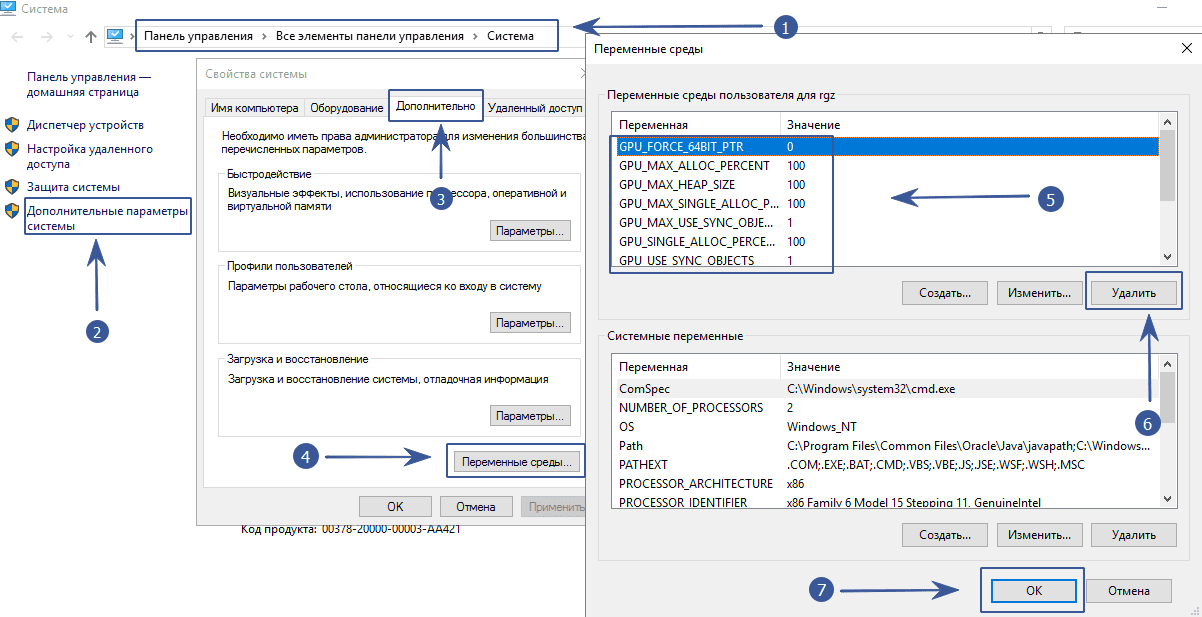 Система
Панель управления > Все элементы панели управления > Система
1
Панель управления —
домашняя страница
Диспетчер устройств
Настройка удаленного
доступа
Защита системы
Дополнительные параметры
системы
2
Свойства системы
Имя компьютера
Оборудование
Дополнительно
Удаленный доступ
3
Необходимо иметь права администратора для изменения большинства
перечисленных параметров.
Быстродействие
Визуальные эффекты, использование процессора, оперативной и
виртуальной памяти
Параметры...
Профили пользователей
Параметры рабочего стола, относящиеся ко входу в систему
Параметры...
Загрузка и восстановление
Загрузка и восстановление системы, отладочная информация
Параметры...
4
Переменные среды...
OK
Отмена
Применить
Код продукта: 00378-20000-00003-AA421
Переменные среды
Переменные среды пользователя для rgz
Переменная Значение
GPU_FORCE_64BIT_PTR 0
GPU_MAX_ALLOC_PERCENT 100
GPU_MAX_HEAP_SIZE 100
GPU_MAX_SINGLE_ALLOC_P... 100
GPU_MAX_USE_SYNC_OBJE... 1
GPU_SINGLE_ALLOC_PERCE... 100
GPU_USE_SYNC_OBJECTS 1
5
Создать...
Изменить...
Удалить
6
Системные переменные
Переменная Значение
ComSpec C:\Windows\system32\cmd.exe
NUMBER_OF_PROCESSORS 2
OS Windows_NT
Path C:\Program Files\Common Files\Oracle\Java\javapath;C:\Windows...
PATHEXT .COM;.EXE;.BAT;.CMD;.VBS;.VBE;.JS;.JSE;.WSF;.WSH;.MSC
PROCESSOR_ARCHITECTURE x86
PROCESSOR_IDENTIFIER x86 Family 6 Model 15 Stepping 11, GenuineIntel
Создать...
Изменить...
Удалить
7
OK
Отмена